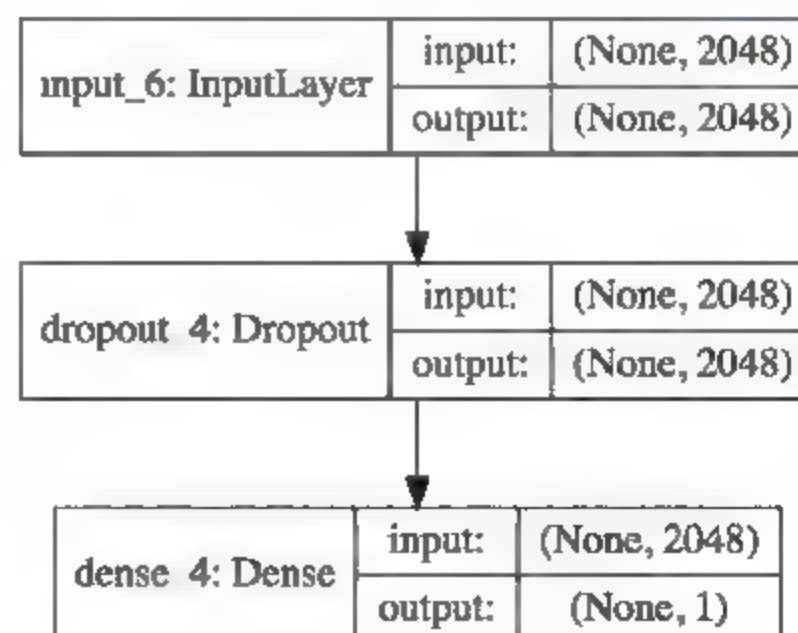 input_6: InputLayer
input: (None, 2048)
output: (None, 2048)
dropout_4: Dropout
input: (None, 2048)
output: (None, 2048)
dense_4: Dense
input: (None, 2048)
output: (None, 1)